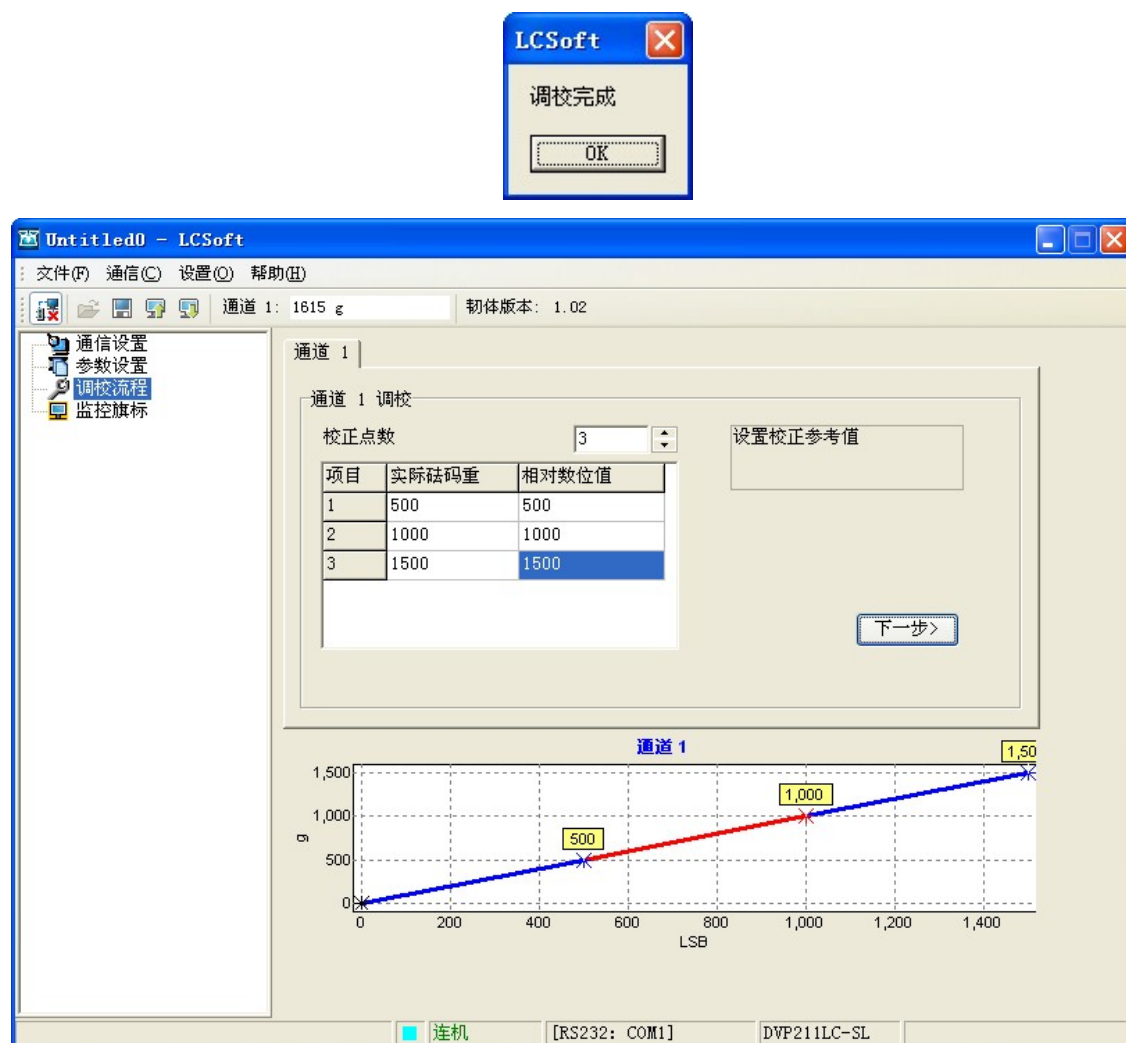 LCSoft
调校完成
OK
Untitled0 - LCSoft
文件(F) 通信(C) 设置(O) 帮助(H)
通道 1: 1615 g 韧体版本: 1.02
通信设置
参数设置
调校流程
监控旗标
通道 1
通道 1 调校
校正点数 3
设置校正参考值
项目 实际砝码重 相对数位值
1 500 500
2 1000 1000
3 1500 1500
下一步>
通道 1
1,50
1,500
1,000
1,000
g
500
500
0
0 200 400 600 800 1,000 1,200 1,400
LSB
连机 [RS232: COM1] DVP211LC-SL